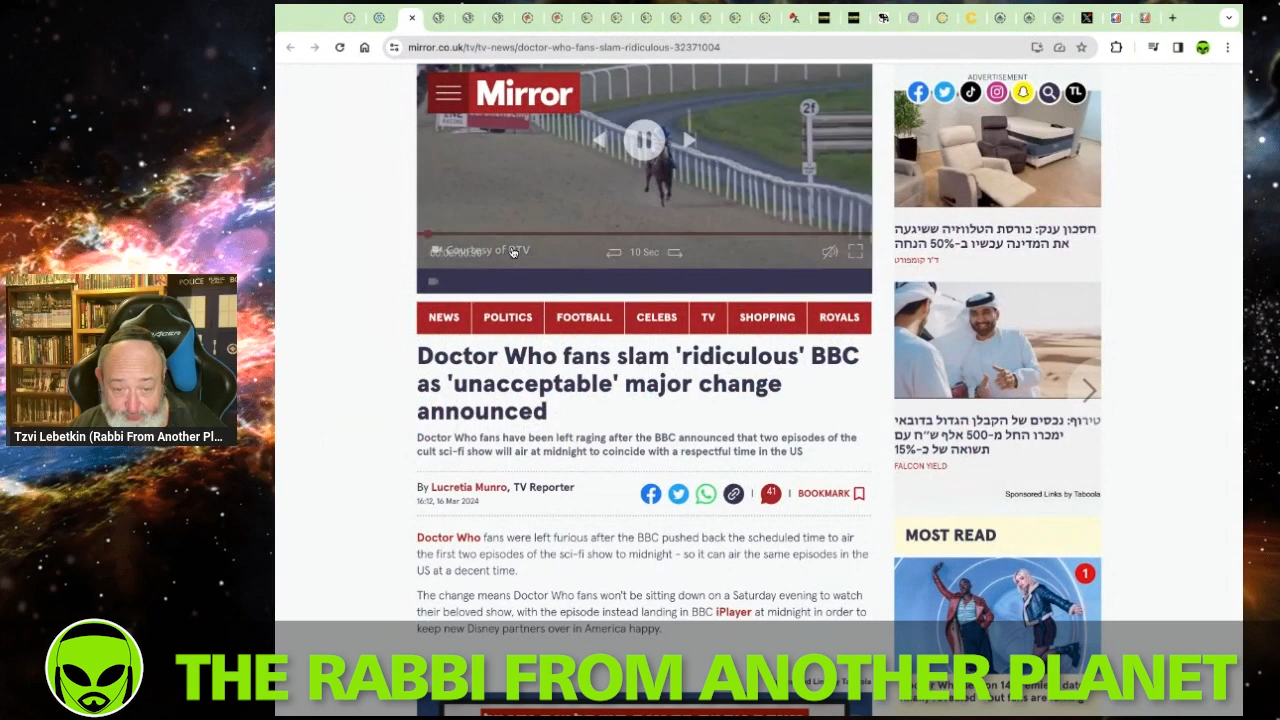 mirror.co.uk/tv/tv-news/doctor-who-fans-slam-ridiculous-32371004
Mirror
2f
Courtesy of
10 Sec
NEWS POLITICS FOOTBALL CELEBS TV SHOPPING ROYALS
Doctor Who fans slam 'ridiculous' BBC
as 'unacceptable' major change
announced
Doctor Who fans have been left raging after the BBC announced that two episodes of the
cult sci-fi show will air at midnight to coincide with a respectful time in the US
By Lucretia Munro, TV Reporter
16:12, 16 Mar 2024
41
BOOKMARK
Doctor Who fans were left furious after the BBC pushed back the scheduled time to air
the first two episodes of the sci-fi show to midnight - so it can air the same episodes in the
US at a decent time.
The change means Doctor Who fans won't be sitting down on a Saturday evening to watch
their beloved show, with the episode instead landing in BBC iPlayer at midnight in order to
keep new Disney partners over in America happy.
ADVERTISEMENT
TL
חסכון ענק: כורסת הטלוויזיה ששיגעה
את המדינה עכשיו ב-50% הנחה
ד"ר קומפורט
טירוף: נכסים של הקבלן הגדול בדובאי
ימכרו החל מ-500 אלף ש״ח עם
תשואה של כ-15%
FALCON YIELD
Sponsored Links by Taboola
MOST READ
1
POLICE
Tzvi Lebetkin (Rabbi From Another Pl...
THE RABBI FROM ANOTHER PLANET